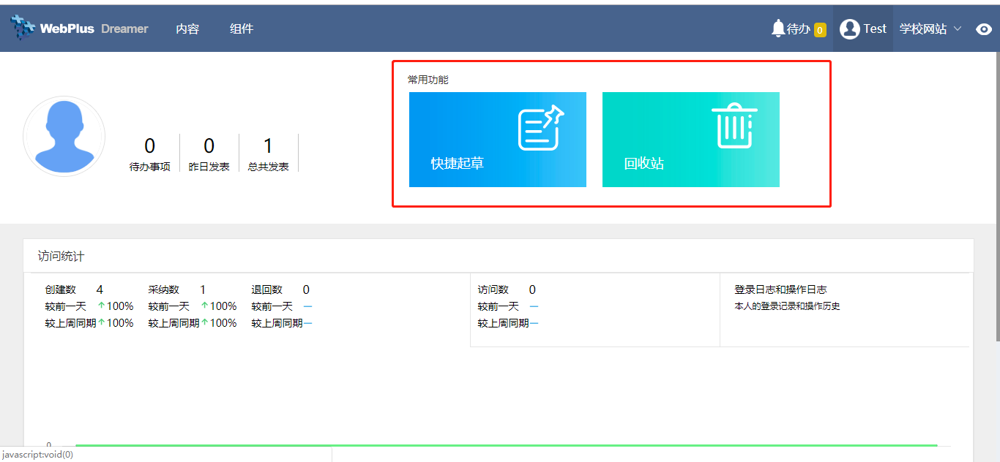 WebPlus Dreamer 内容 组件 待办 0 Test 学校网站
常用功能
快捷起草 回收站
0 0 1
待办事项 昨日发表 总共发表
访问统计
创建数 4 采纳数 1 退回数 0 访问数 0 登录日志和操作日志
较前一天 ↑100% 较前一天 ↑100% 较前一天 — 较前一天 — 本人的登录记录和操作历史
较上周同期↑100% 较上周同期↑100% 较上周同期— 较上周同期—
0
javascript:void(0)